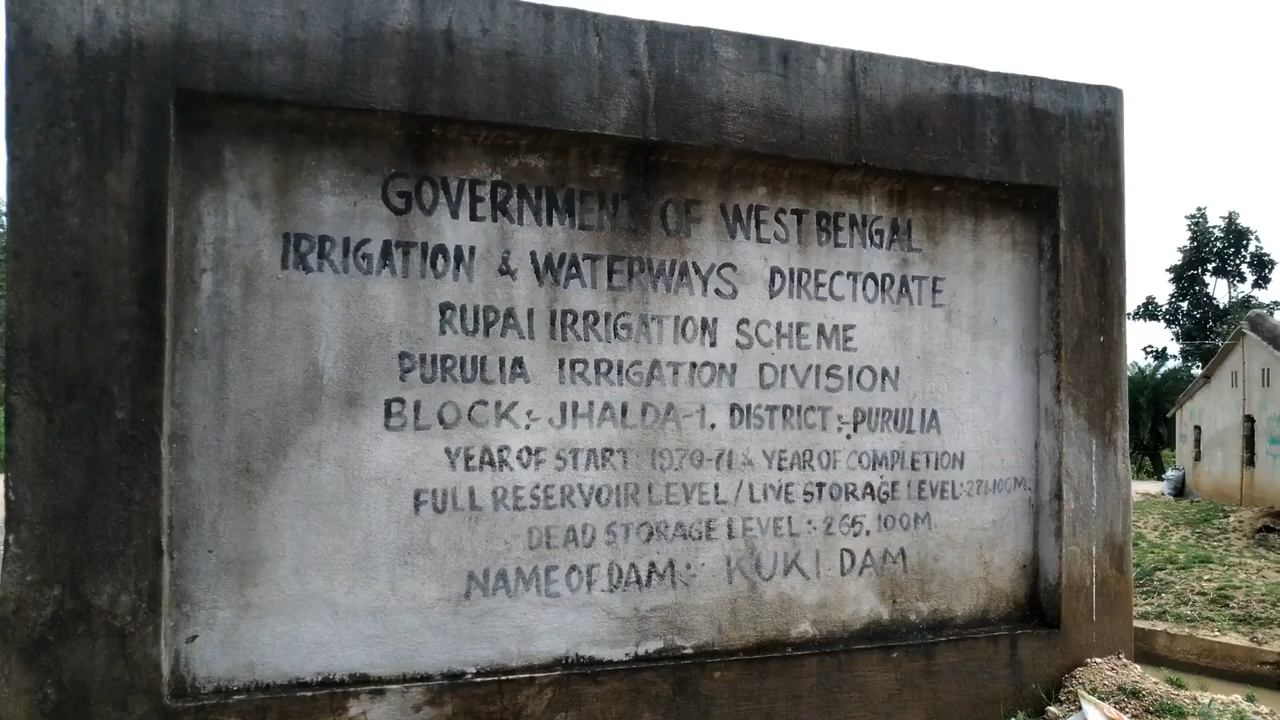 GOVERNMENT OF WEST BENGAL
IRRIGATION & WATERWAYS DIRECTORATE
RUPAI IRRIGATION SCHEME
PURULIA IRRIGATION DIVISION
BLOCK:- JHALDA-1. DISTRICT:-PURULIA
YEAR OF START 1970-71 & YEAR OF COMPLETION
FULL RESERVOIR LEVEL / LIVE STORAGE LEVEL:-
DEAD STORAGE LEVEL:- 265.100M.
NAME OF DAM:- KUKI DAM